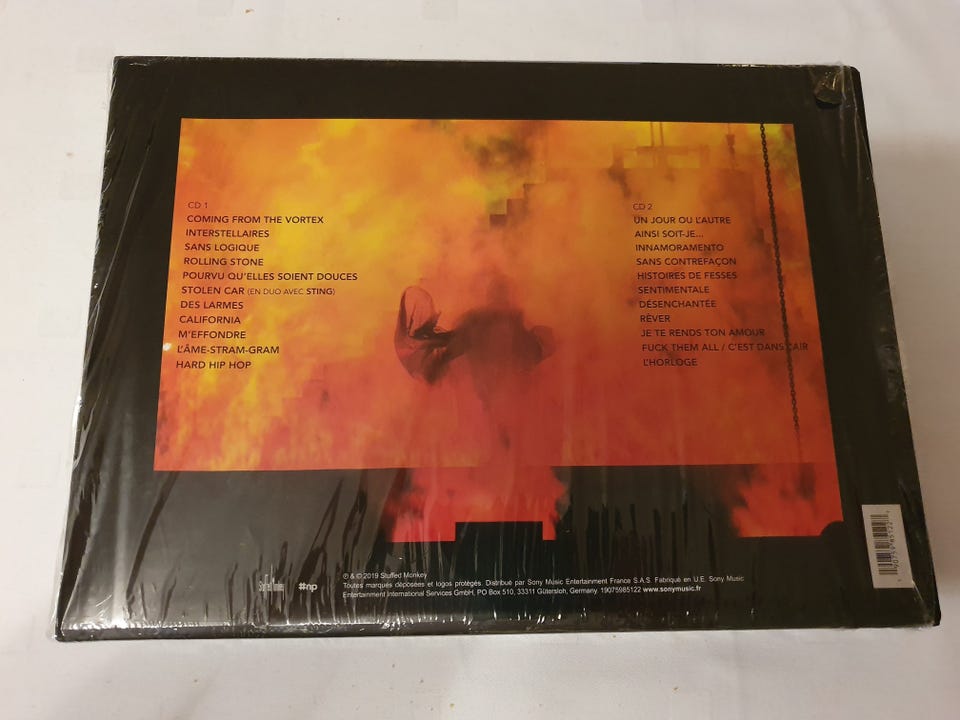 CD 1
COMING FROM THE VORTEX
INTERSTELLAIRES
SANS LOGIQUE
ROLLING STONE
POURVU QU'ELLES SOIENT DOUCES
STOLEN CAR (EN DUO AVEC STING)
DES LARMES
CALIFORNIA
M'EFFONDRE
L'ÂME-STRAM-GRAM
HARD HIP HOP
CD 2
UN JOUR OU L'AUTRE
AINSI SOIT-JE...
INNAMORAMENTO
SANS CONTREFAÇON
HISTOIRES DE FESSES
SENTIMENTALE
DÉSENCHANTÉE
RÊVER
JE TE RENDS TON AMOUR
FUCK THEM ALL / C'EST DANS L'AIR
L'HORLOGE
Stuffed Monkey
#np
℗ & © 2019 Stuffed Monkey
Toutes marques déposées et logos protégés. Distribué par Sony Music Entertainment France S.A.S. Fabriqué en U.E. Sony Music
Entertainment International Services GmbH, PO Box 510, 33311 Gütersloh, Germany. 19075985122 www.sonymusic.fr